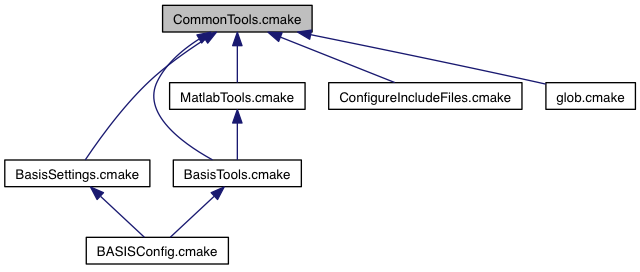 CommonTools.cmake
MatlabTools.cmake
ConfigureIncludeFiles.cmake
glob.cmake
BasisSettings.cmake
BasisTools.cmake
BASISConfig.cmake